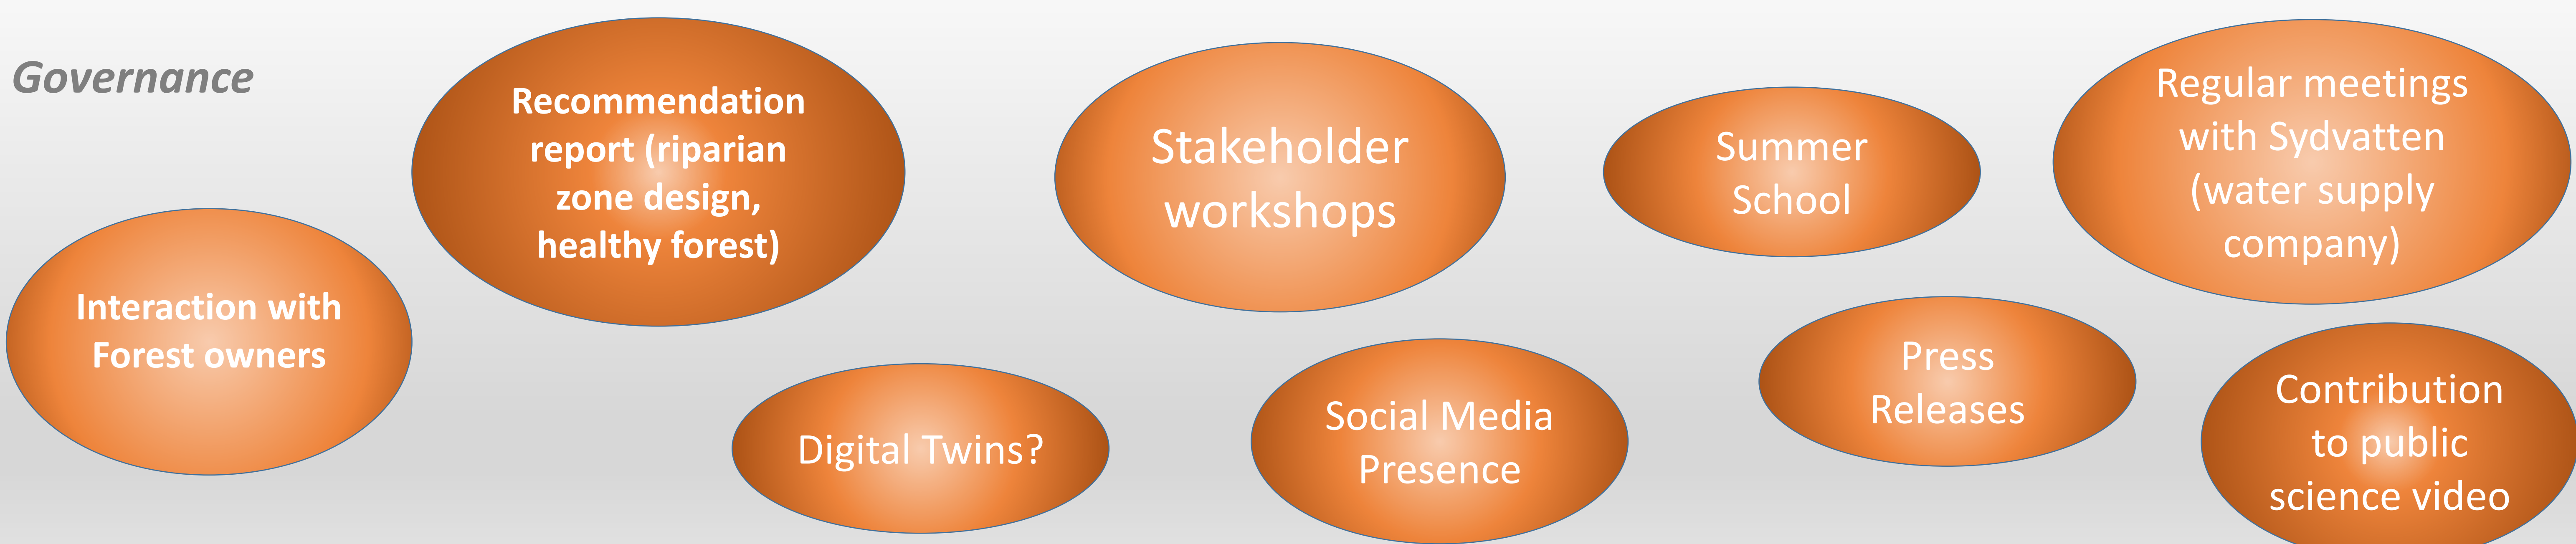 Governance
Recommendation
report (riparian
zone design,
healthy forest)
Stakeholder
workshops
Summer
School
Regular meetings
with Sydvatten
(water supply
company)
Interaction with
Forest owners
Digital Twins?
Social Media
Presence
Press
Releases
Contribution
to public
science video